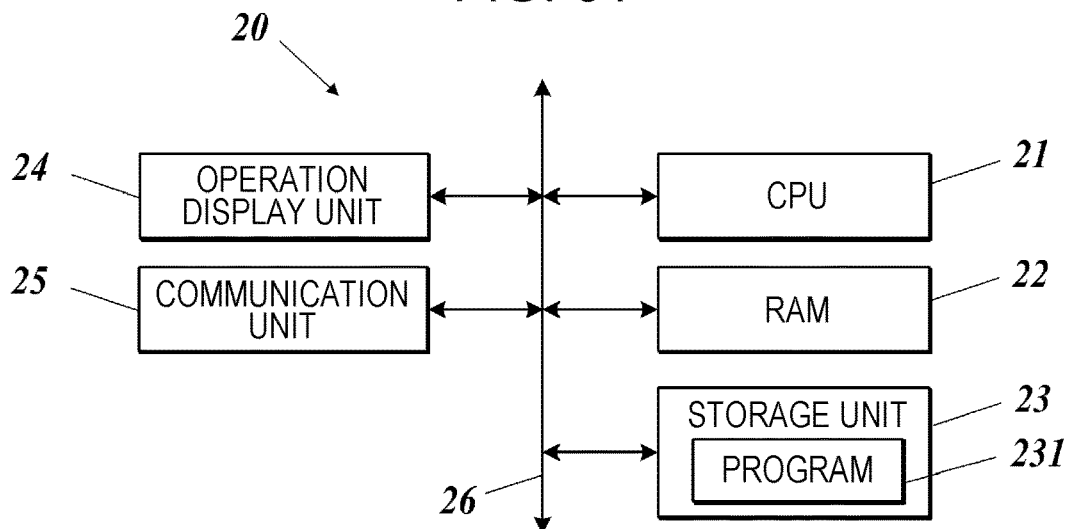 20
24
OPERATION
DISPLAY UNIT
CPU
21
25
COMMUNICATION
UNIT
RAM
22
STORAGE UNIT
23
PROGRAM
231
26